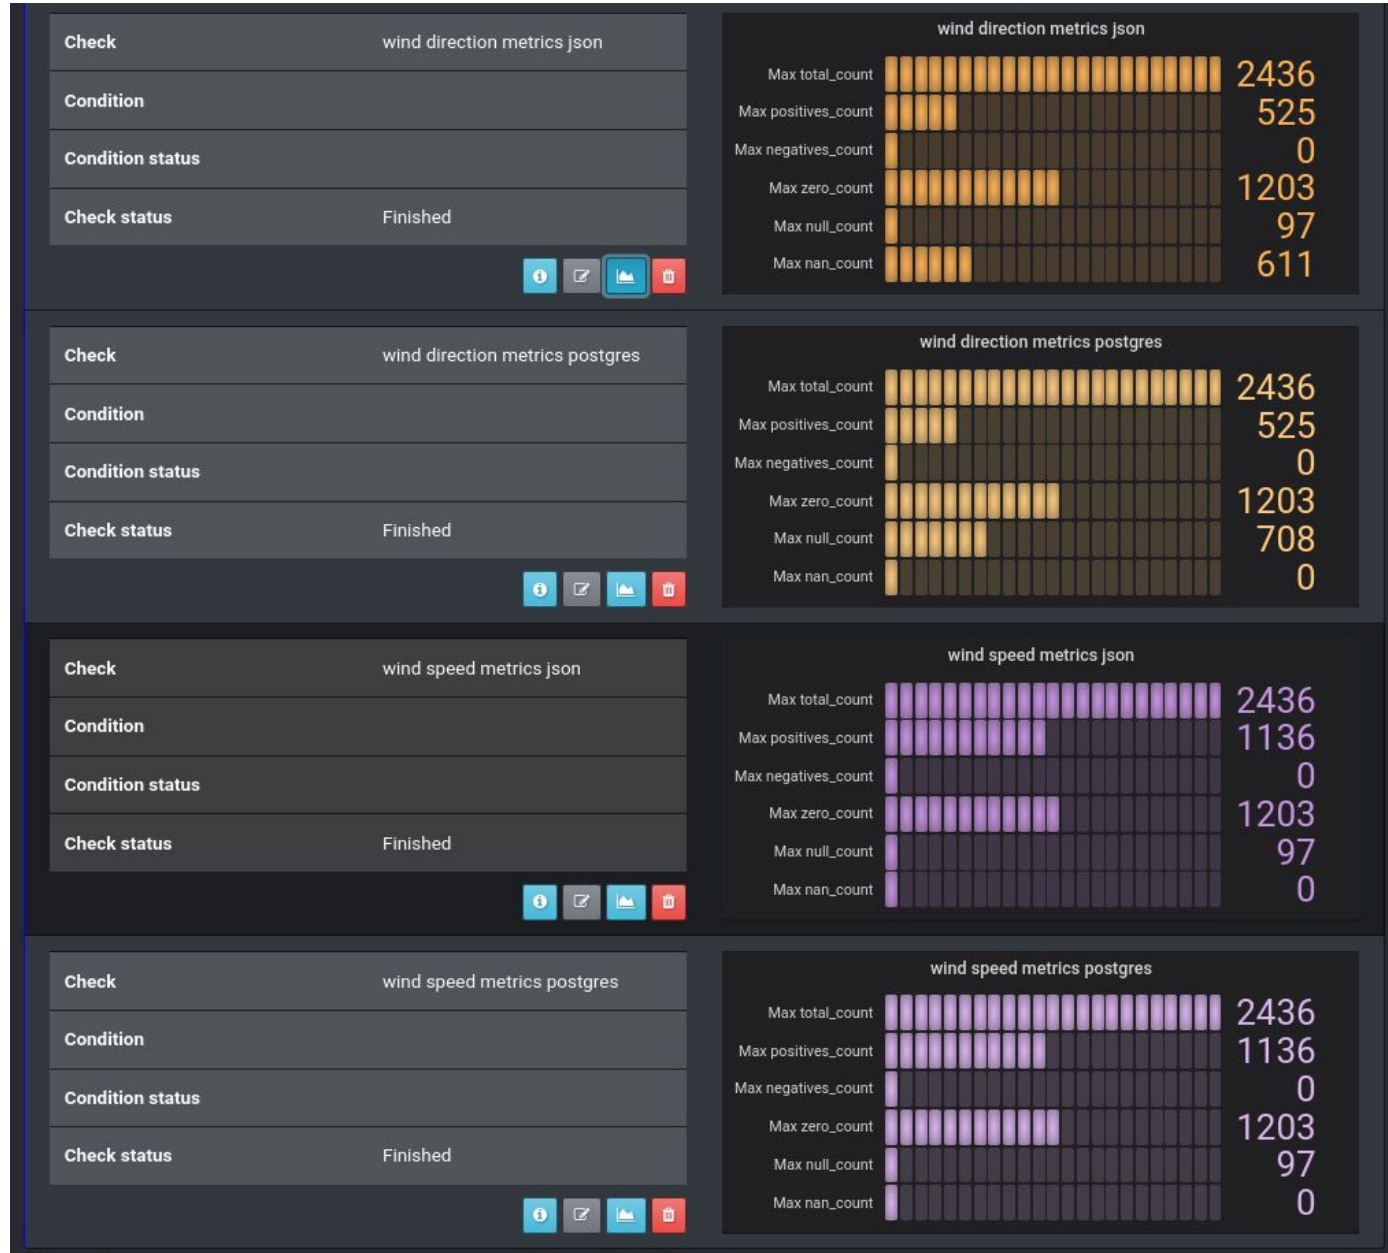 Check wind direction metrics json
Condition
Condition status
Check status Finished
wind direction metrics json
Max total_count 2436
Max positives_count 525
Max negatives_count 0
Max zero_count 1203
Max null_count 97
Max nan_count 611
Check wind direction metrics postgres
Condition
Condition status
Check status Finished
wind direction metrics postgres
Max total_count 2436
Max positives_count 525
Max negatives_count 0
Max zero_count 1203
Max null_count 708
Max nan_count 0
Check wind speed metrics json
Condition
Condition status
Check status Finished
wind speed metrics json
Max total_count 2436
Max positives_count 1136
Max negatives_count 0
Max zero_count 1203
Max null_count 97
Max nan_count 0
Check wind speed metrics postgres
Condition
Condition status
Check status Finished
wind speed metrics postgres
Max total_count 2436
Max positives_count 1136
Max negatives_count 0
Max zero_count 1203
Max null_count 97
Max nan_count 0